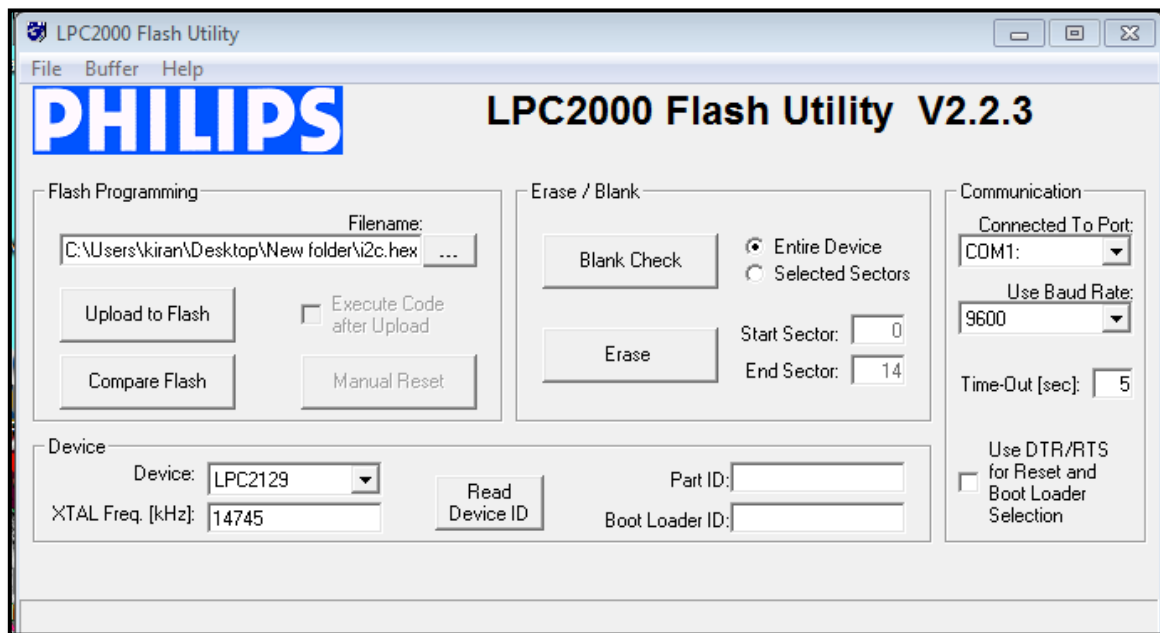 LPC2000 Flash Utility
File Buffer Help
PHILIPS
LPC2000 Flash Utility V2.2.3
Flash Programming
Filename:
C:\Users\kiran\Desktop\New folder\i2c.hex
...
Upload to Flash
Execute Code
after Upload
Compare Flash
Manual Reset
Erase / Blank
Blank Check
Entire Device
Selected Sectors
Erase
Start Sector: 0
End Sector: 14
Communication
Connected To Port:
COM1:
Use Baud Rate:
9600
Time-Out [sec]: 5
Use DTR/RTS
for Reset and
Boot Loader
Selection
Device
Device: LPC2129
XTAL Freq. [kHz]: 14745
Read
Device ID
Part ID:
Boot Loader ID: